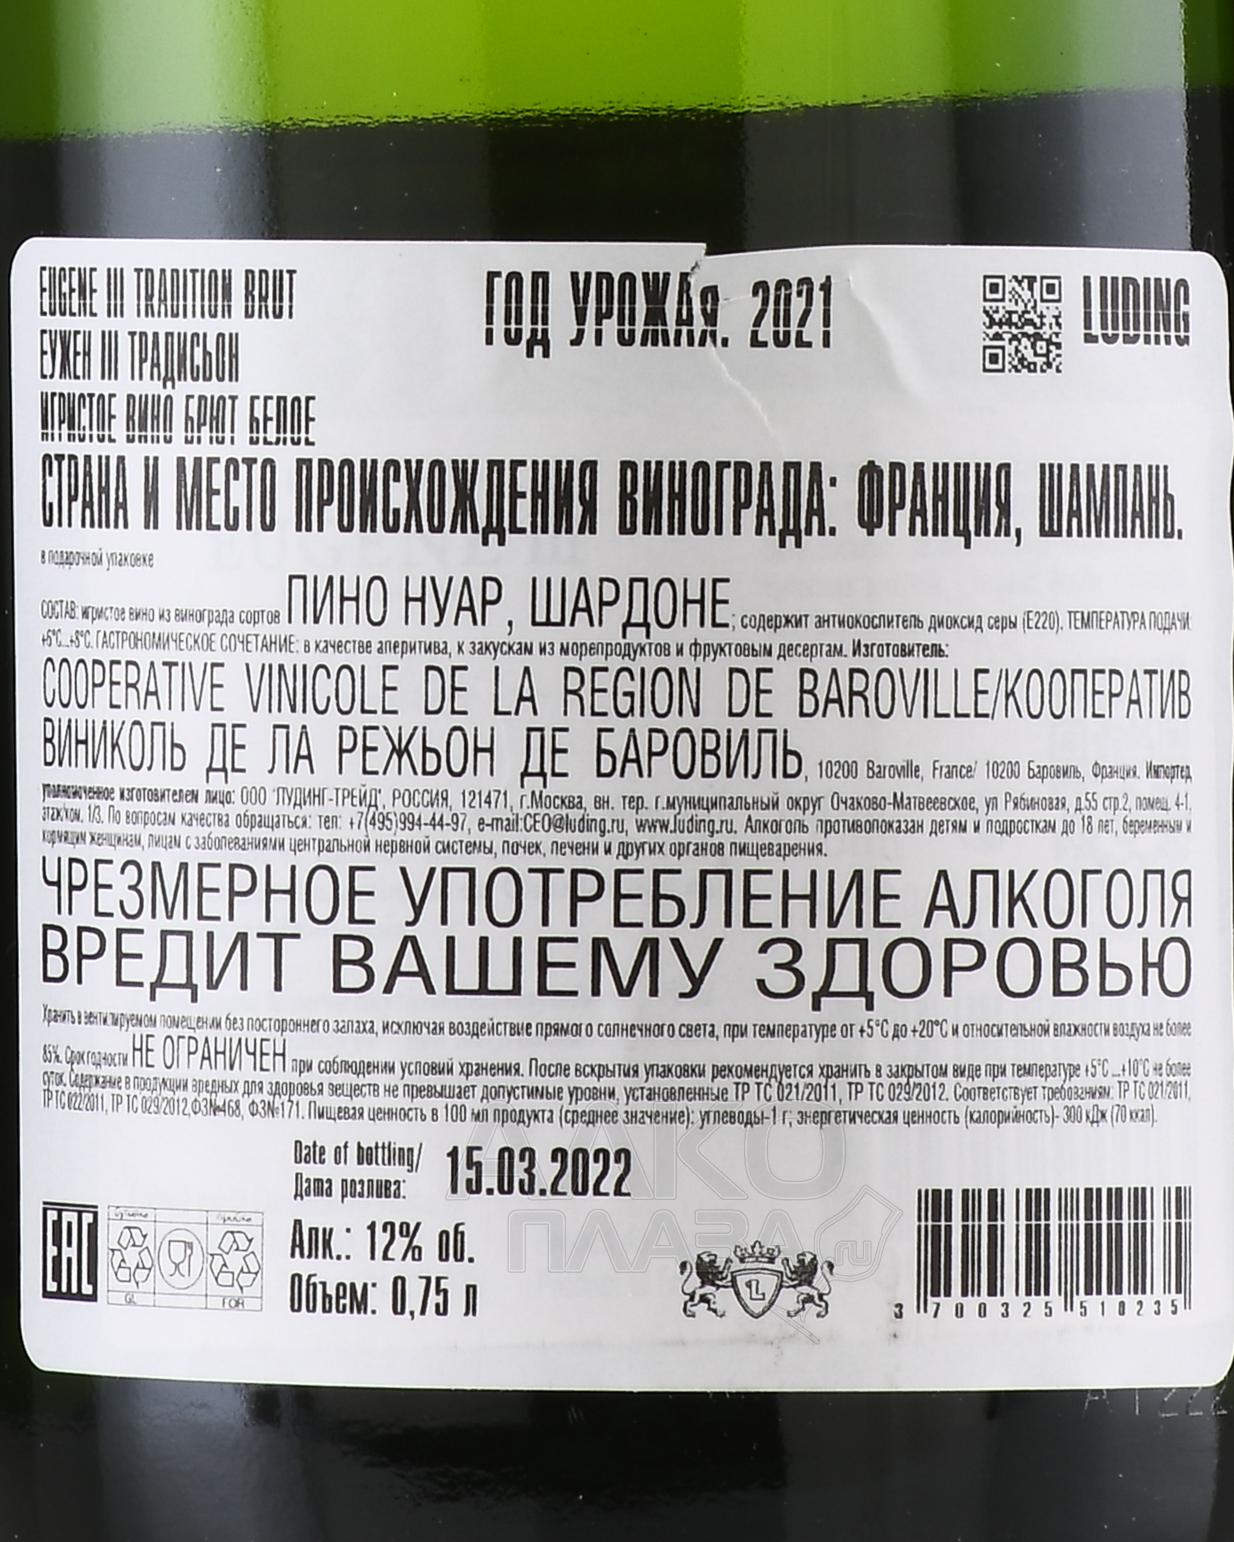 EUGENE III TRADITION BRUT
ГОД УРОЖАЯ: 2021
LUDING
ЕУЖЕН III ТРАДИСЬОН
ИГРИСТОЕ ВИНО БРЮТ БЕЛОЕ
СТРАНА И МЕСТО ПРОИСХОЖДЕНИЯ ВИНОГРАДА: ФРАНЦИЯ, ШАМПАНЬ.
в подарочной упаковке
СОСТАВ: игристое вино из винограда сортов ПИНО НУАР, ШАРДОНЕ; содержит антиокослитель диоксид серы (Е220). ТЕМПЕРАТУРА ПОДАЧИ:
+6°С...+8°С. ГАСТРОНОМИЧЕСКОЕ СОЧЕТАНИЕ: в качестве аперитива, к закускам из морепродуктов и фруктовым десертам. Изготовитель:
COOPERATIVE VINICOLE DE LA REGION DE BAROVILLE/КООПЕРАТИВ
ВИНИКОЛЬ ДЕ ЛА РЕЖЬОН ДЕ БАРОВИЛЬ, 10200 Baroville, France/ 10200 Баровиль, Франция. Импортер,
уполномоченное изготовителем лицо: ООО "ЛУДИНГ-ТРЕЙД", РОССИЯ, 121471, г.Москва, вн. тер. г.муниципальный округ Очаково-Матвеевское, ул Рябиновая, д.55 стр.2, помещ. 4-1,
этаж/ком. 1/3. По вопросам качества обращаться: тел: +7(495)994-44-97, e-mail:CEO@luding.ru, www.luding.ru. Алкоголь противопоказан детям и подросткам до 18 лет, беременным и
кормящим женщинам, лицам с заболеваниями центральной нервной системы, почек, печени и других органов пищеварения.
ЧРЕЗМЕРНОЕ УПОТРЕБЛЕНИЕ АЛКОГОЛЯ
ВРЕДИТ ВАШЕМУ ЗДОРОВЬЮ
Хранить в вентилируемом помещении без постороннего запаха, исключая воздействие прямого солнечного света, при температуре от +5°С до +20°С и относительной влажности воздуха не более
85%. Срок годности НЕ ОГРАНИЧЕН при соблюдении условий хранения. После вскрытия упаковки рекомендуется хранить в закрытом виде при температуре +5°С ...+10°С не более
суток. Содержание в продукции вредных для здоровья веществ не превышает допустимые уровни, установленные ТР ТС 021/2011, ТР ТС 029/2012. Соответствует требованиям: ТР ТС 021/2011,
ТР ТС 022/2011, ТР ТС 029/2012,ФЗ№468, ФЗ№171. Пищевая ценность в 100 мл продукта (среднее значение): углеводы-1 г; энергетическая ценность (калорийность)- 300 кДж (70 ккал).
Date of bottling/
Дата розлива:
15.03.2022
Алк.: 12% об.
Объем: 0,75 л
EAC
GL
FOR
L
3 700325 510235
АЛКО
ПЛАЗА.ru